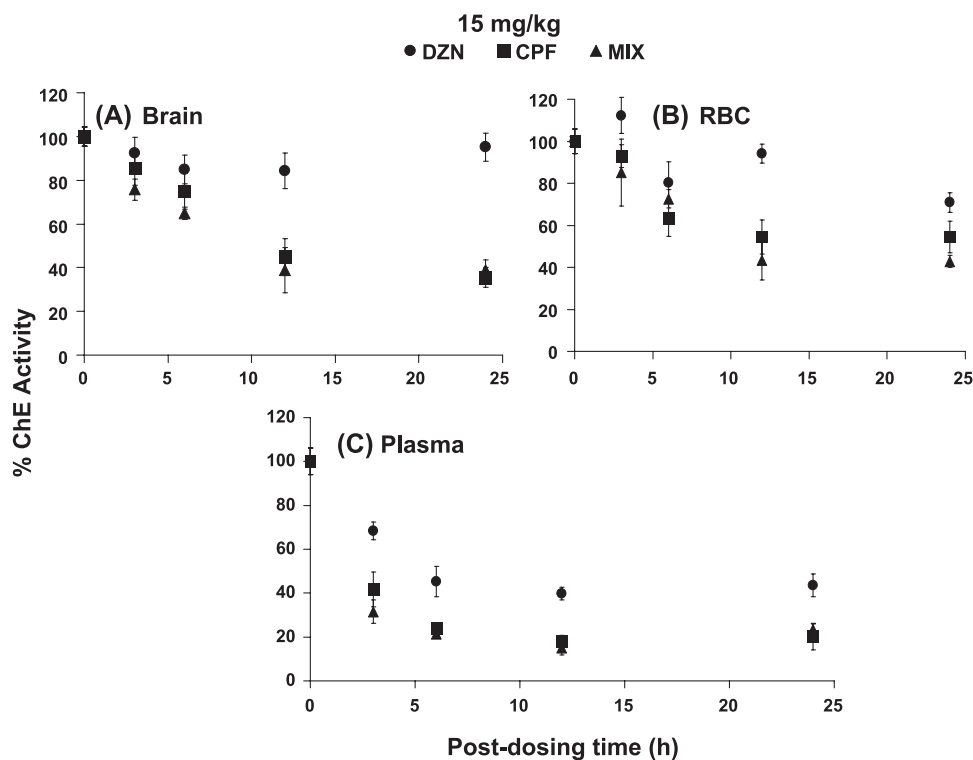 15 mg/kg
DZN CPF MIX
(A) Brain
120
100
80
60
40
20
0
0 5 10 15 20 25
(B) RBC
120
100
80
60
40
20
0
0 5 10 15 20 25
(C) Plasma
120
100
80
60
40
20
0
0 5 10 15 20 25
% ChE Activity
Post-dosing time (h)